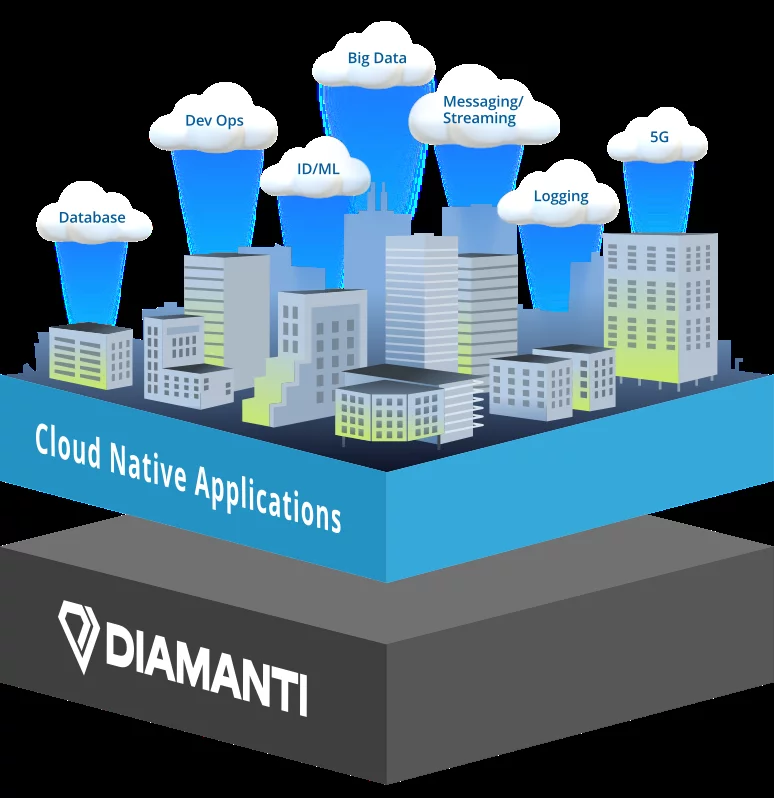 Big Data
Messaging/
Streaming
Dev Ops
5G
ID/ML
Logging
Database
Cloud Native Applications
DIAMANTI